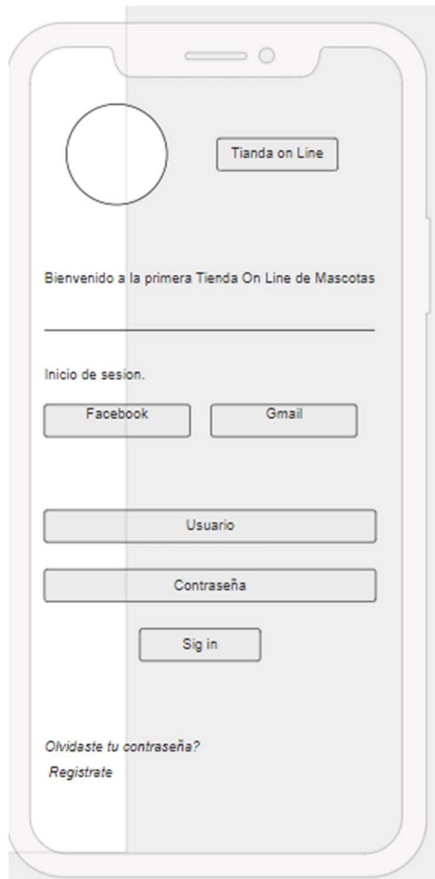 Tianda on Line
Bienvenido a la primera Tienda On Line de Mascotas
Inicio de sesion.
Facebook Gmail
Usuario
Contraseña
Sig in
Olvidaste tu contraseña?
Registrate